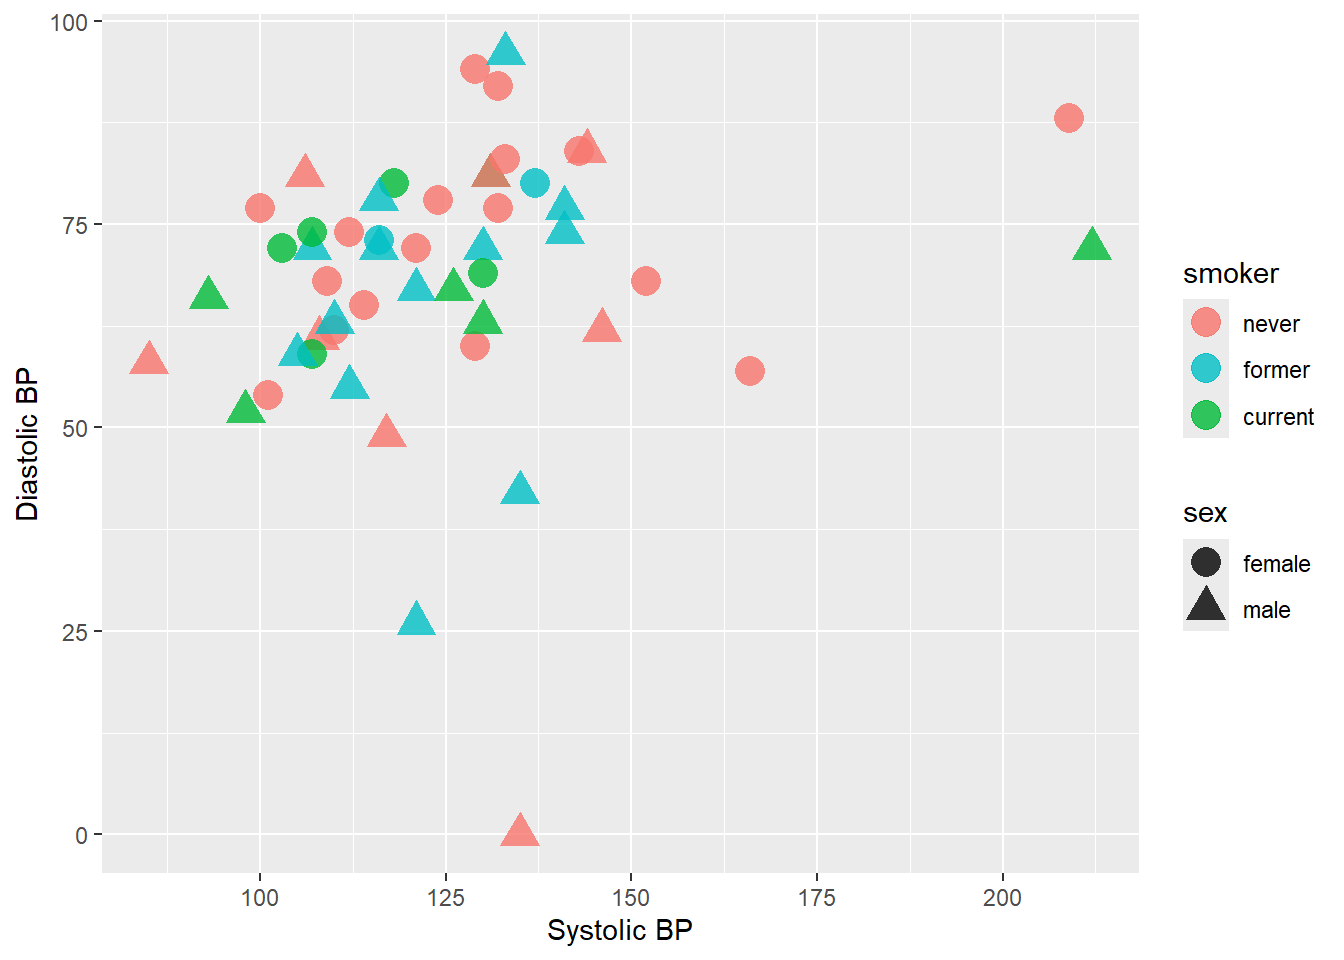 100
75
50
25
0
Diastolic BP
100
125
150
175
200
Systolic BP
smoker
never
former
current
sex
female
male